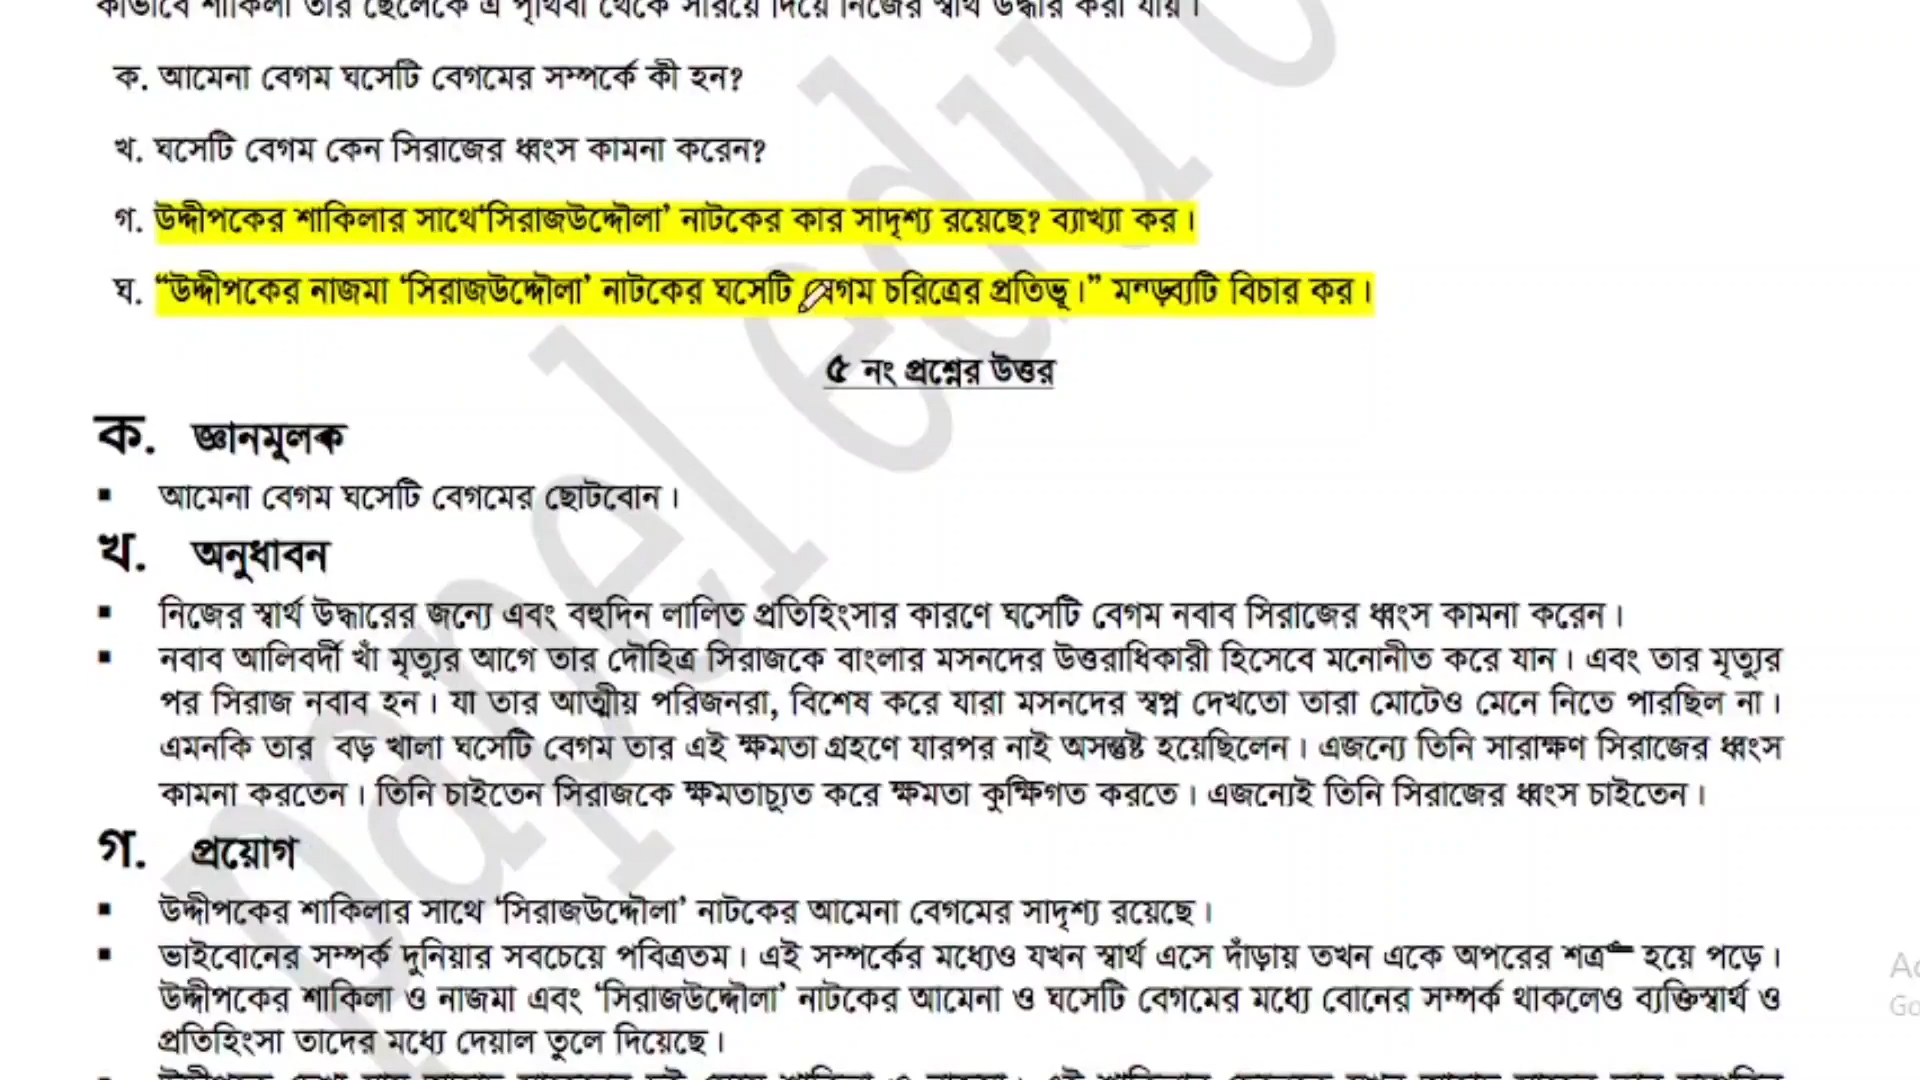 কীভাবে শাকিলা তার ছেলেকে এ পৃথিবী থেকে সরিয়ে দিয়ে নিজের স্বার্থ উদ্ধার করা যায়।
ক. আমেনা বেগম ঘসেটি বেগমের সম্পর্কে কী হন?
খ. ঘসেটি বেগম কেন সিরাজের ধ্বংস কামনা করেন?
গ. উদ্দীপকের শাকিলার সাথে‘সিরাজউদ্দৌলা’ নাটকের কার সাদৃশ্য রয়েছে? ব্যাখ্যা কর।
ঘ. “উদ্দীপকের নাজমা ‘সিরাজউদ্দৌলা’ নাটকের ঘসেটি বেগম চরিত্রের প্রতিভূ।” মন্ড়ব্যটি বিচার কর।
৫ নং প্রশ্নের উত্তর
ক. জ্ঞানমূলক
▪ আমেনা বেগম ঘসেটি বেগমের ছোটবোন।
খ. অনুধাবন
▪ নিজের স্বার্থ উদ্ধারের জন্যে এবং বহুদিন লালিত প্রতিহিংসার কারণে ঘসেটি বেগম নবাব সিরাজের ধ্বংস কামনা করেন।
▪ নবাব আলিবর্দী খাঁ মৃত্যুর আগে তার দৌহিত্র সিরাজকে বাংলার মসনদের উত্তরাধিকারী হিসেবে মনোনীত করে যান। এবং তার মৃত্যুর
পর সিরাজ নবাব হন। যা তার আত্মীয় পরিজনরা, বিশেষ করে যারা মসনদের স্বপ্ন দেখতো তারা মোটেও মেনে নিতে পারছিল না।
এমনকি তার বড় খালা ঘসেটি বেগম তার এই ক্ষমতা গ্রহণে যারপর নাই অসন্তুষ্ট হয়েছিলেন। এজন্যে তিনি সারাক্ষণ সিরাজের ধ্বংস
কামনা করতেন। তিনি চাইতেন সিরাজকে ক্ষমতাচ্যূত করে ক্ষমতা কুক্ষিগত করতে। এজন্যেই তিনি সিরাজের ধ্বংস চাইতেন।
গ. প্রয়োগ
▪ উদ্দীপকের শাকিলার সাথে ‘সিরাজউদ্দৌলা’ নাটকের আমেনা বেগমের সাদৃশ্য রয়েছে।
▪ ভাইবোনের সম্পর্ক দুনিয়ার সবচেয়ে পবিত্রতম। এই সম্পর্কের মধ্যেও যখন স্বার্থ এসে দাঁড়ায় তখন একে অপরের শত্র“ হয়ে পড়ে।
উদ্দীপকের শাকিলা ও নাজমা এবং ‘সিরাজউদ্দৌলা’ নাটকের আমেনা ও ঘসেটি বেগমের মধ্যে বোনের সম্পর্ক থাকলেও ব্যক্তিস্বার্থ ও
প্রতিহিংসা তাদের মধ্যে দেয়াল তুলে দিয়েছে।
papel edu